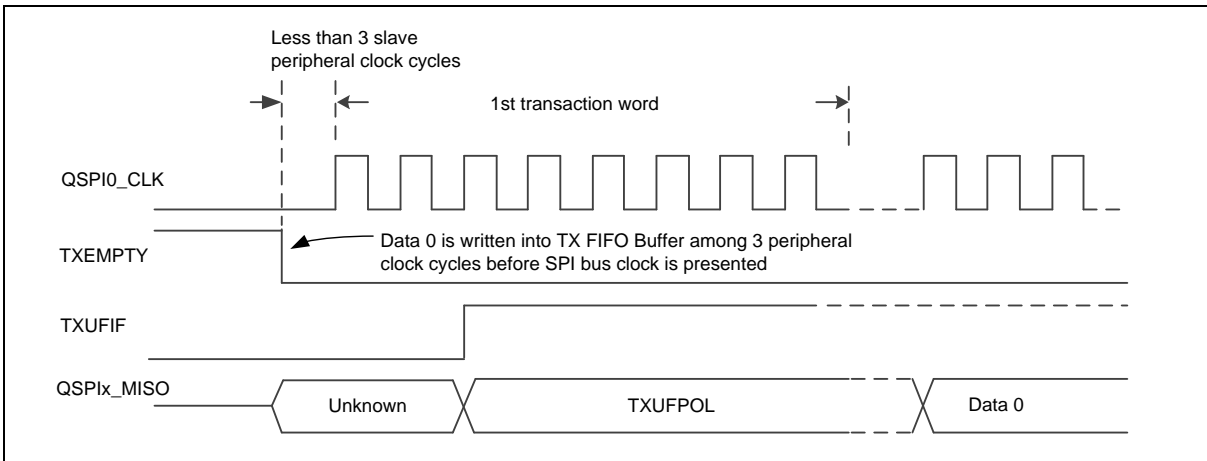 Less than 3 slave
peripheral clock cycles
1st transaction word
QSPI0_CLK
TXEMPTY
Data 0 is written into TX FIFO Buffer among 3 peripheral
clock cycles before SPI bus clock is presented
TXUFIF
QSPIx_MISO
Unknown
TXUFPOL
Data 0